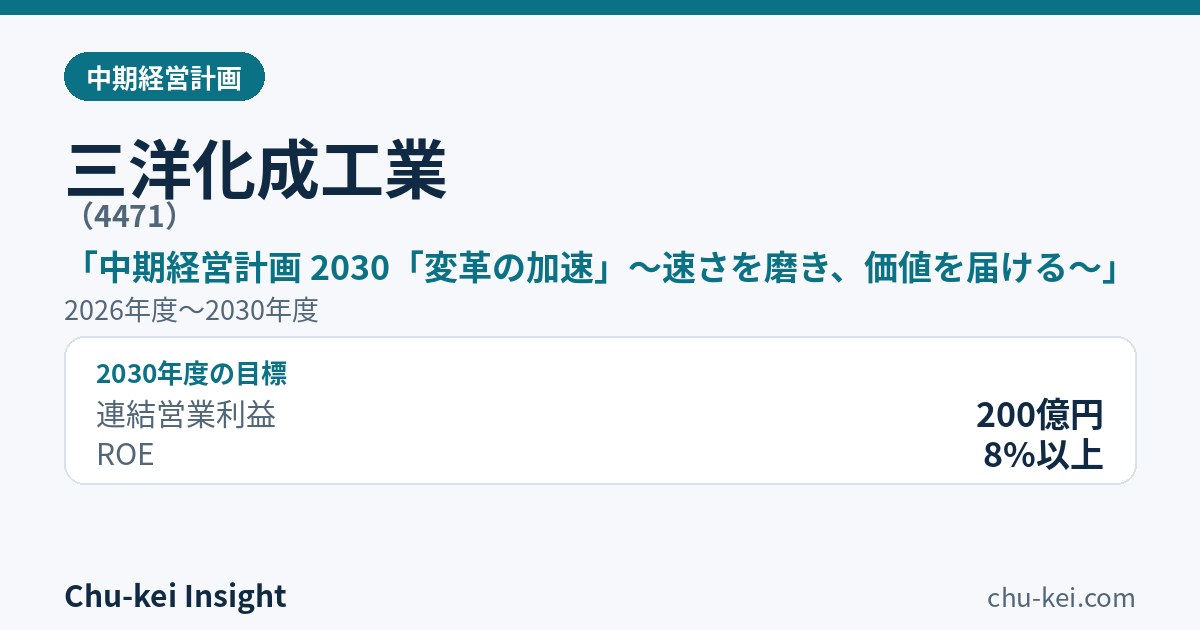 中期経営計画
三洋化成工業
（4471）
「中期経営計画 2030「変革の加速」～速さを磨き、価値を届ける～」
2026年度～2030年度
2030年度の目標
連結営業利益 200億円
ROE 8%以上
Chu-kei Insight chu-kei.com